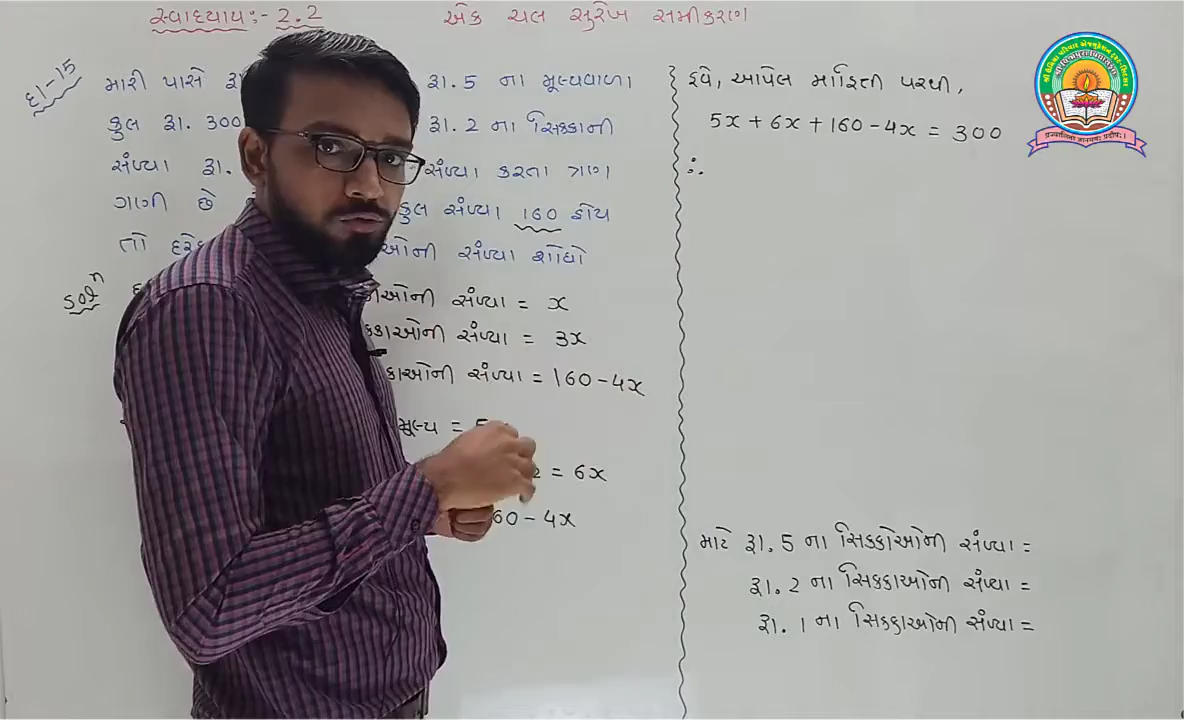 સ્વાધ્યાય:- 2.2 એક ચલ સુરેખ સમીકરણ
દા-15
મારી પાસે રૂ. 5 ના મૂલ્યવાળા
કુલ રૂા. 300 રૂા. 2 ના સિક્કાની
સંખ્યા રૂા. સંખ્યા કરતા ત્રણ
ગણી છે કુલ સંખ્યા 160 હોય
તો ઓની સંખ્યા શોધો
Solⁿ
ઓની સંખ્યા = x
ઓની સંખ્યા = 3x
ઓની સંખ્યા = 160 - 4x
મુલ્ય = 5
= 6x
60 - 4x
હવે, આપેલ માહિતી પરથી,
5x + 6x + 160 - 4x = 300
∴
માટે રૂા. 5 ના સિક્કાઓની સંખ્યા =
રૂા. 2 ના સિક્કાઓની સંખ્યા =
રૂા. 1 ના સિક્કાઓની સંખ્યા =